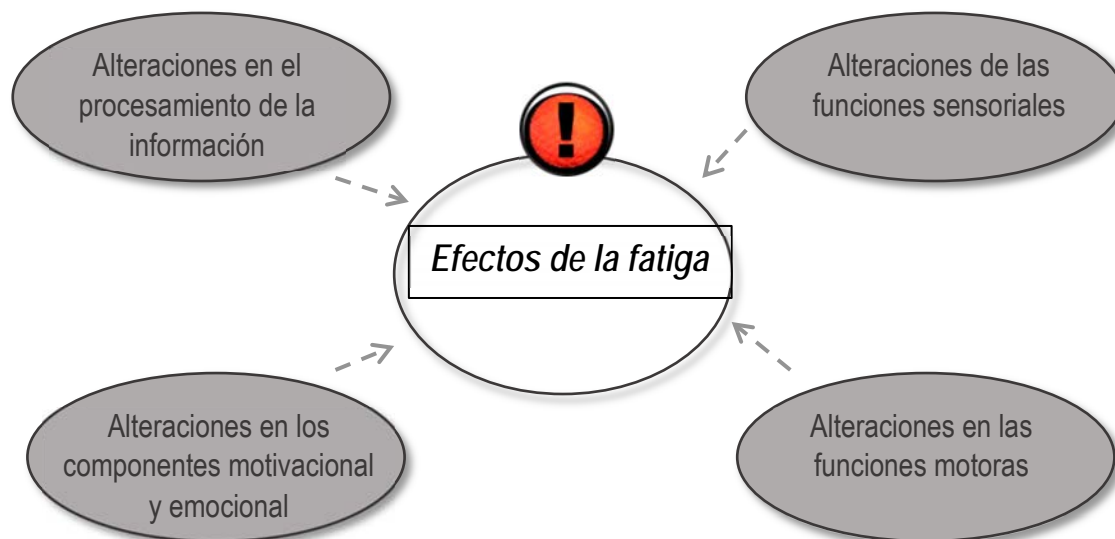 Alteraciones en el
procesamiento de la
información
Alteraciones de las
funciones sensoriales
!
Efectos de la fatiga
Alteraciones en los
componentes motivacional
y emocional
Alteraciones en las
funciones motoras